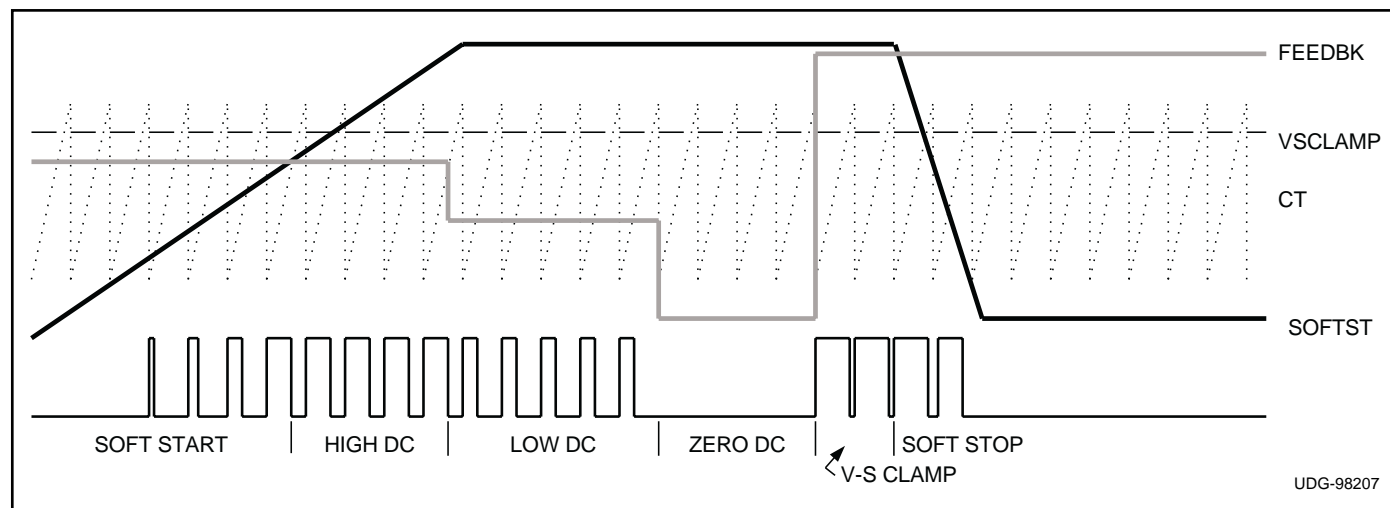 FEEDBK
VSCLAMP
CT
SOFTST
SOFT START
HIGH DC
LOW DC
ZERO DC
SOFT STOP
V-S CLAMP
UDG-98207